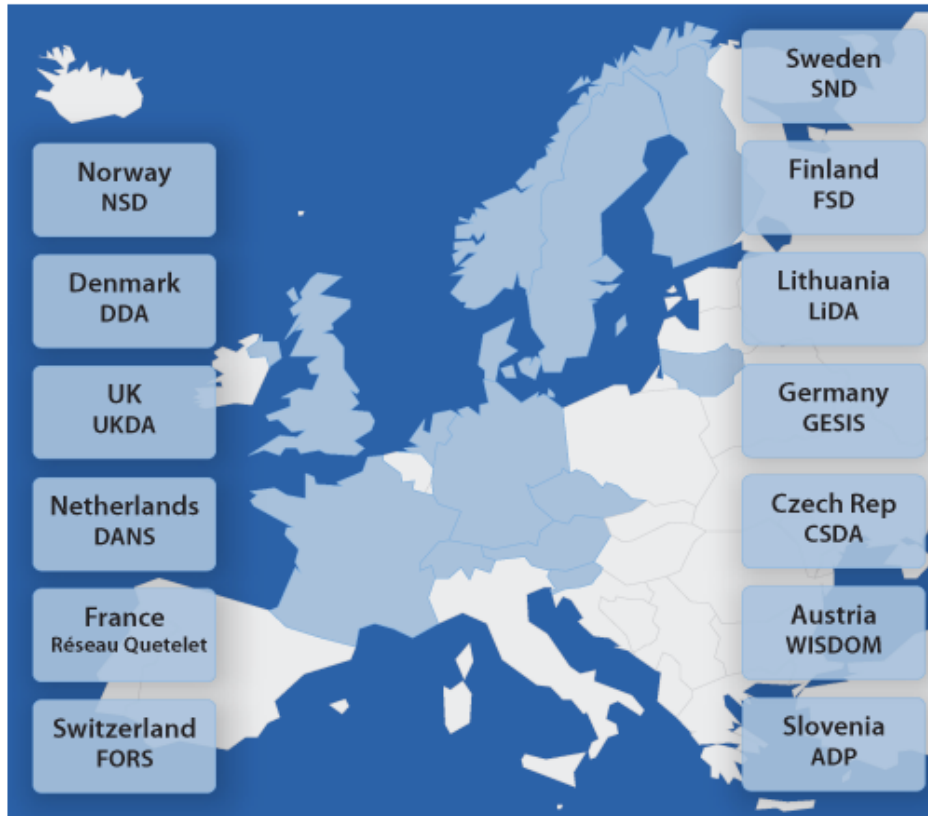 Norway
NSD
Denmark
DDA
UK
UKDA
Netherlands
DANS
France
Réseau Quetelet
Switzerland
FORS
Sweden
SND
Finland
FSD
Lithuania
LiDA
Germany
GESIS
Czech Rep
CSDA
Austria
WISDOM
Slovenia
ADP